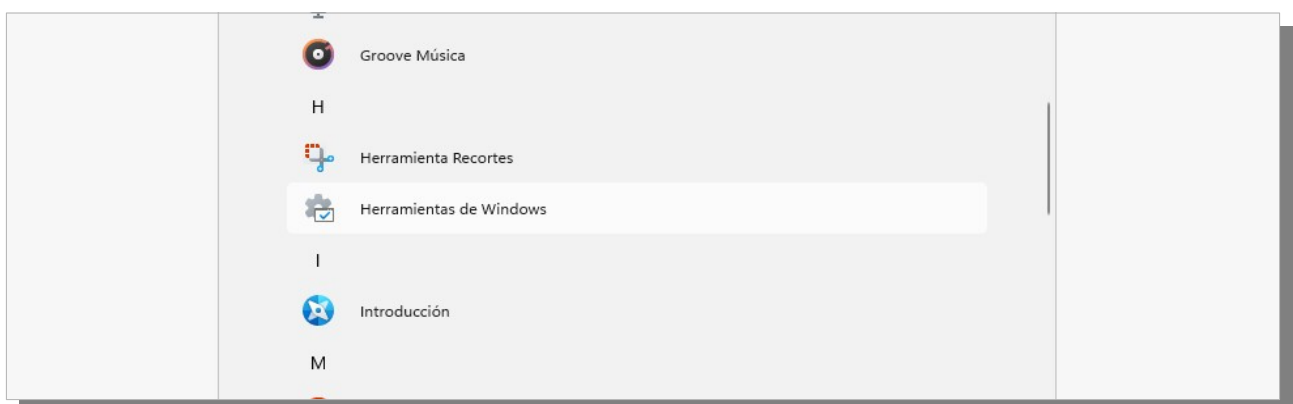 Groove Música
H
Herramienta Recortes
Herramientas de Windows
I
Introducción
M